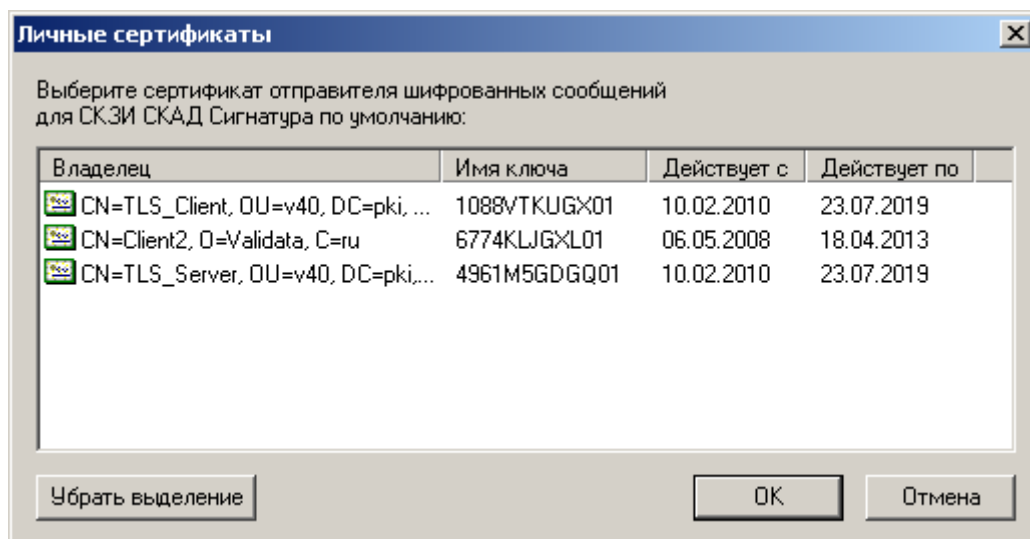 Личные сертификаты
Выберите сертификат отправителя шифрованных сообщений
для СКЗИ СКАД Сигнатура по умолчанию:
Владелец Имя ключа Действует с Действует по
CN=TLS_Client, OU=v40, DC=pki, ... 1088VTKUGX01 10.02.2010 23.07.2019
CN=Client2, O=Validata, C=ru 6774KLJGXL01 06.05.2008 18.04.2013
CN=TLS_Server, OU=v40, DC=pki,... 4961M5GDGQ01 10.02.2010 23.07.2019
Убрать выделение OK Отмена